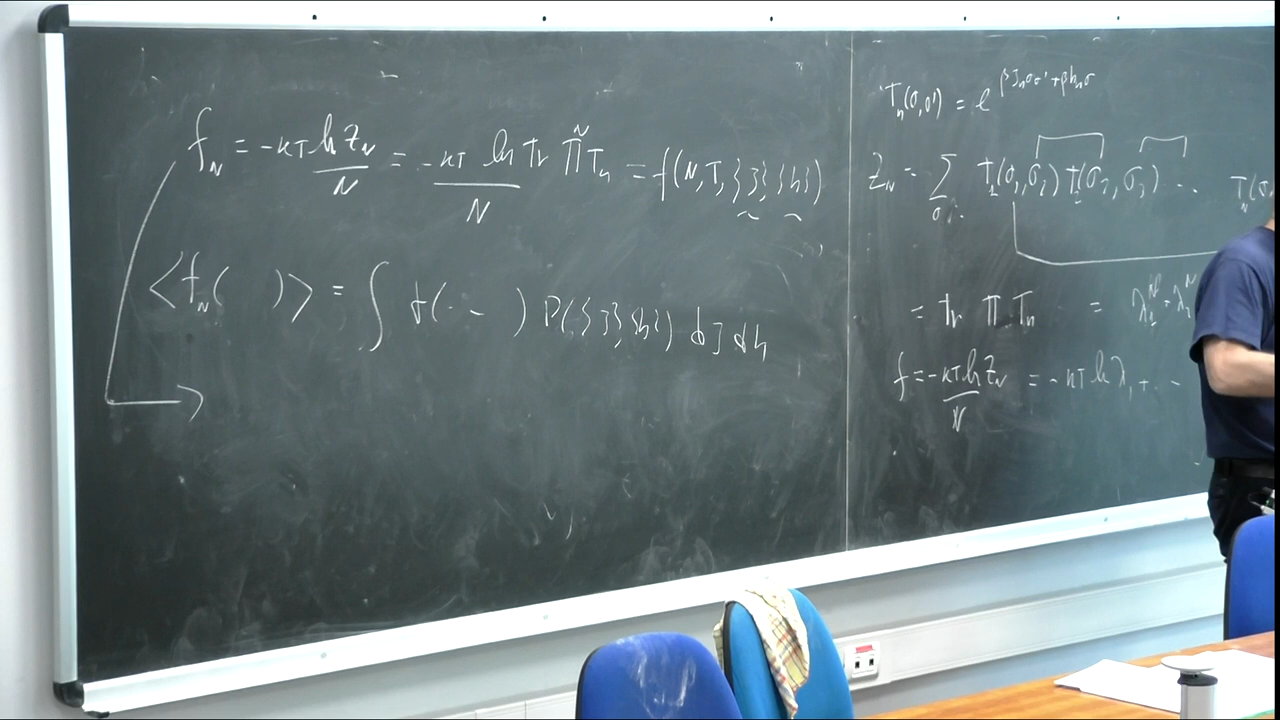 f_N = -kT ln Z_N / N = -kT / N ln Tr ∏^N T_n = f(N, T, {J}, {h})
<f_N( )> = ∫ f(... ) P({J}, {h}) dJ dh
T_n(σ,σ') = e^{βJ_nσσ' + βh_nσ}
Z_N = Σ_{σ} T_1(σ_1,σ_2) T_2(σ_2,σ_3) ... T_N(σ
= tr ∏ T_n = λ_1^N + λ_2^N
f = -kT ln Z_N / N = -kT ln λ_1 + ...